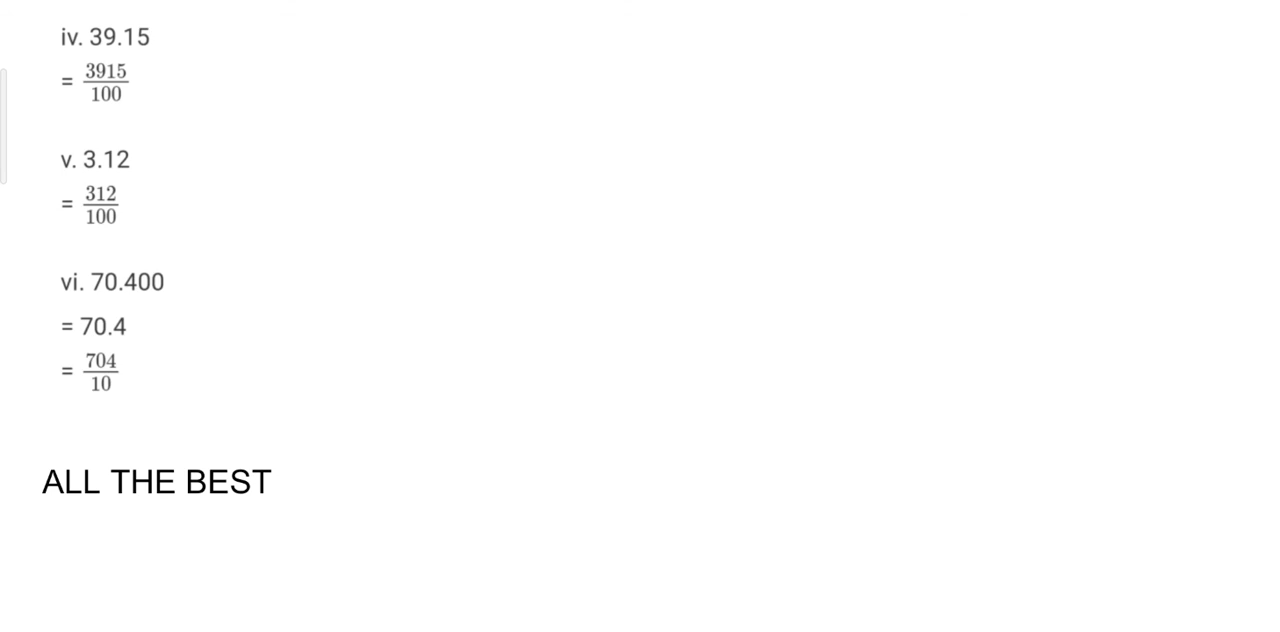 iv. 39.15
= 3915/100
v. 3.12
= 312/100
vi. 70.400
= 70.4
= 704/10
ALL THE BEST